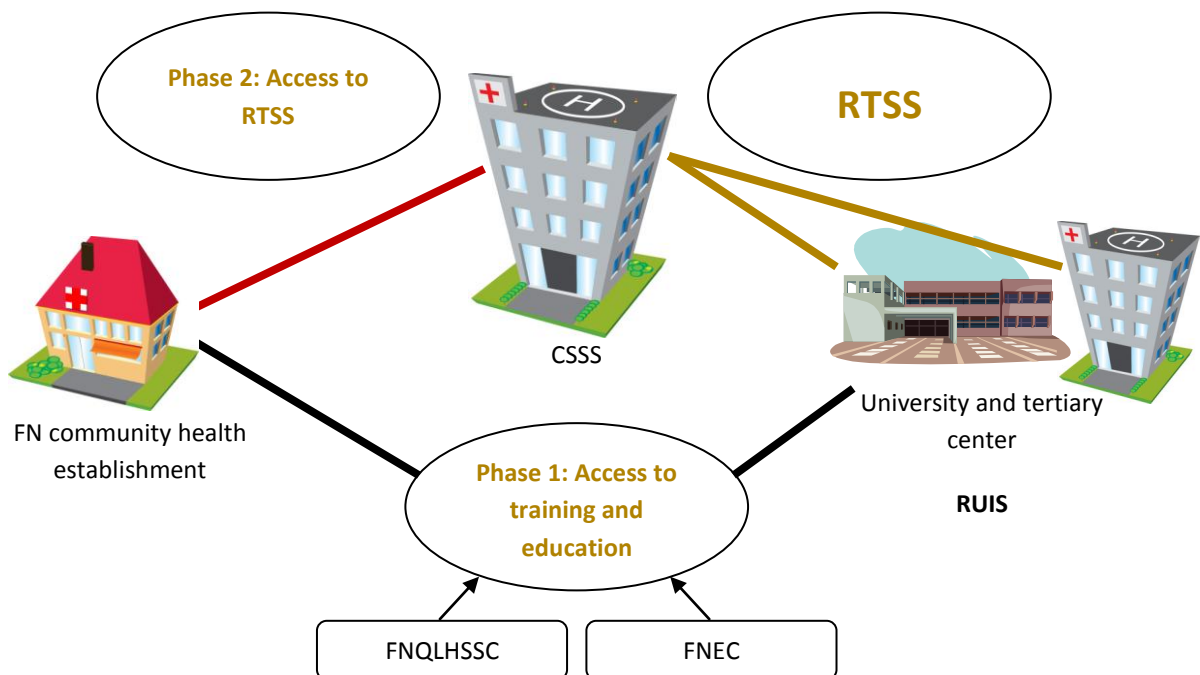 Phase 2: Access to
RTSS
RTSS
H
H
CSSS
FN community health
establishment
University and tertiary
center
RUIS
Phase 1: Access to
training and
education
FNQLHSSC
FNEC